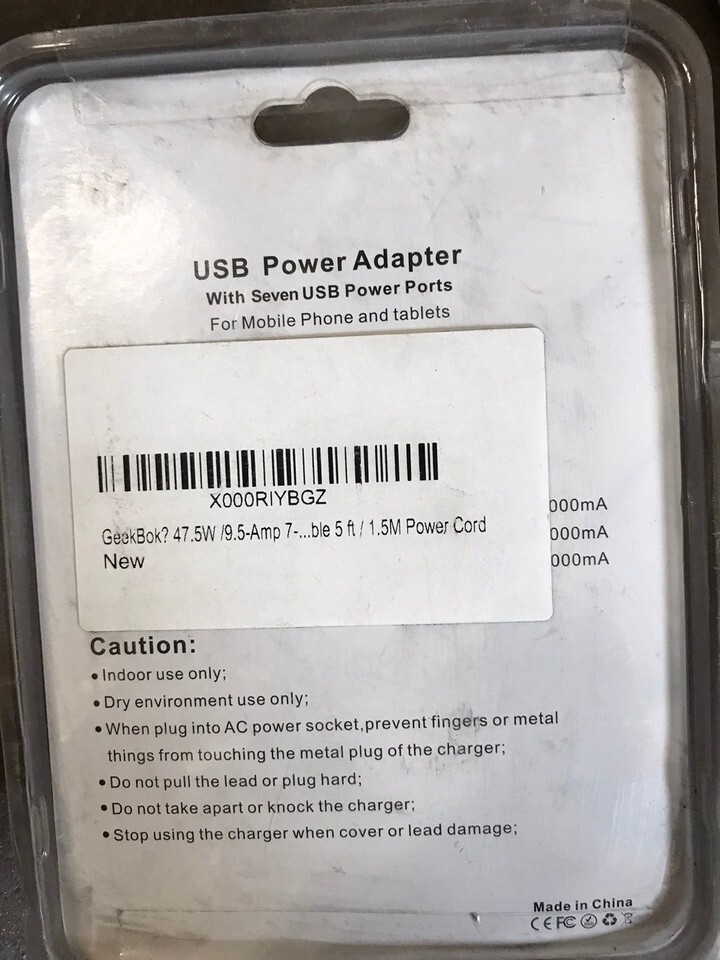 USB Power Adapter
With Seven USB Power Ports
For Mobile Phone and tablets
X000RIYBGZ
GeekBok? 47.5W /9.5-Amp 7-...ble 5 ft / 1.5M Power Cord
New
000mA
000mA
000mA
Caution:
• Indoor use only;
• Dry environment use only;
• When plug into AC power socket,prevent fingers or metal
things from touching the metal plug of the charger;
• Do not pull the lead or plug hard;
• Do not take apart or knock the charger;
• Stop using the charger when cover or lead damage;
Made in China
CE FC